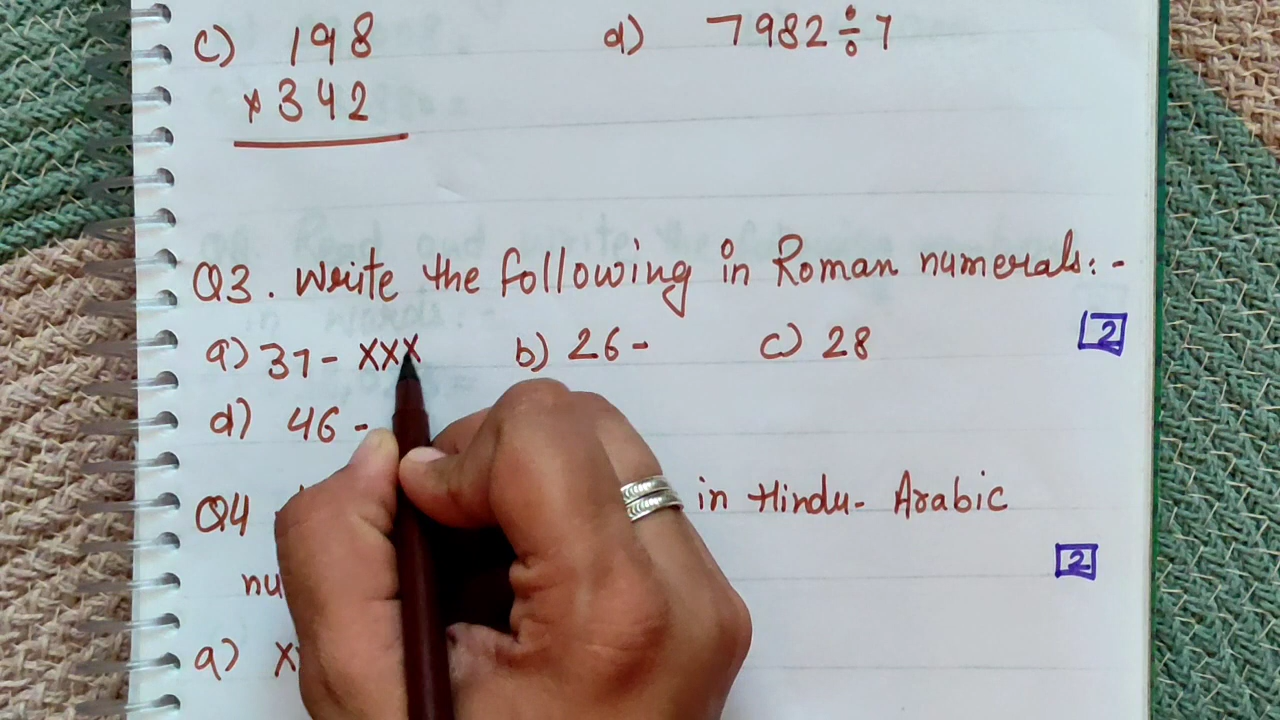 c) 198 d) 7982÷7
×342
Q3. Write the following in Roman numerals:-
a) 37- XXX b) 26- c) 28 2
d) 46-
Q4 in Hindu-Arabic
2
a)